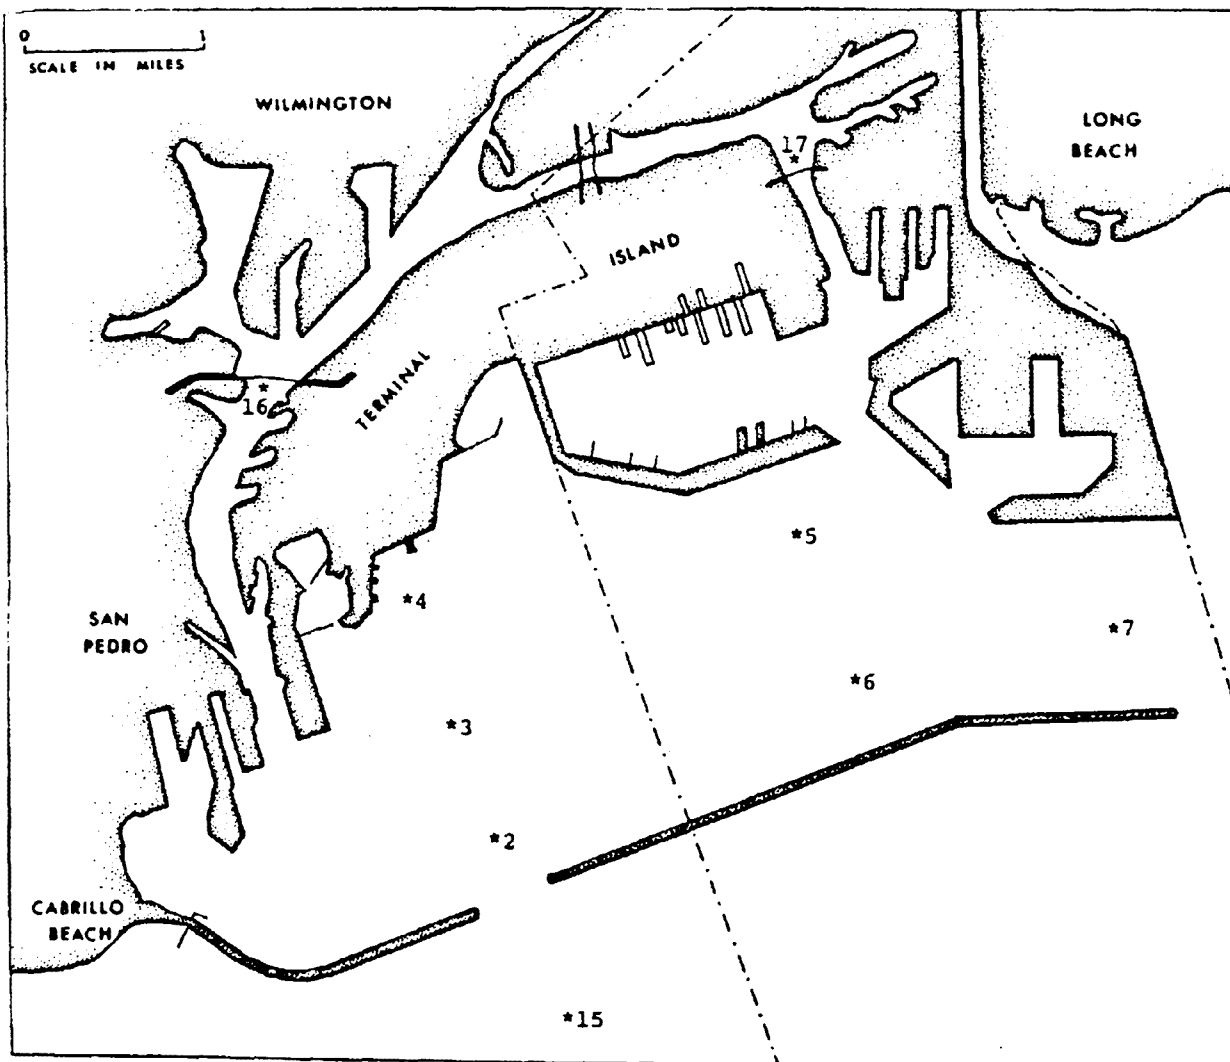 0 1
SCALE IN MILES
WILMINGTON
LONG
BEACH
17
*
ISLAND
TERMINAL
*
16
*5
*4
SAN
PEDRO
*7
*6
*3
*2
CABRILLO
BEACH
*15